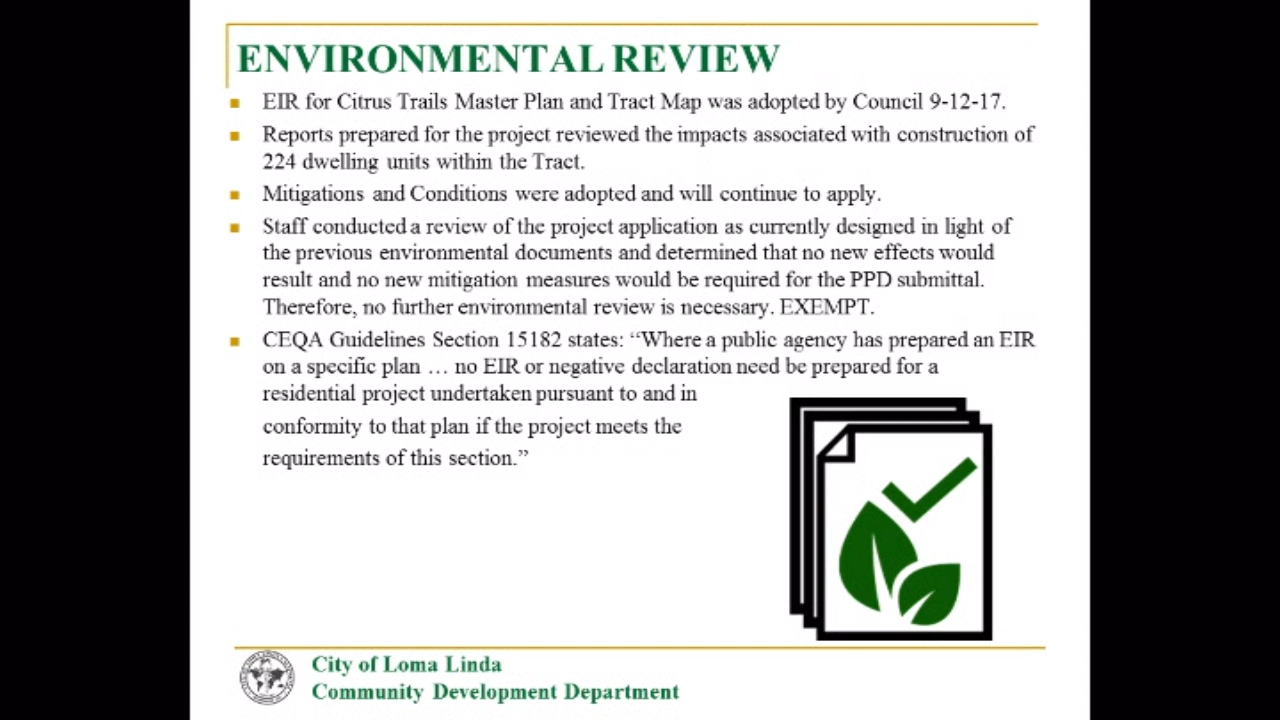 ENVIRONMENTAL REVIEW
EIR for Citrus Trails Master Plan and Tract Map was adopted by Council 9-12-17.
Reports prepared for the project reviewed the impacts associated with construction of
224 dwelling units within the Tract.
Mitigations and Conditions were adopted and will continue to apply.
Staff conducted a review of the project application as currently designed in light of
the previous environmental documents and determined that no new effects would
result and no new mitigation measures would be required for the PPD submittal.
Therefore, no further environmental review is necessary. EXEMPT.
CEQA Guidelines Section 15182 states: “Where a public agency has prepared an EIR
on a specific plan … no EIR or negative declaration need be prepared for a
residential project undertaken pursuant to and in
conformity to that plan if the project meets the
requirements of this section.”
City of Loma Linda
Community Development Department